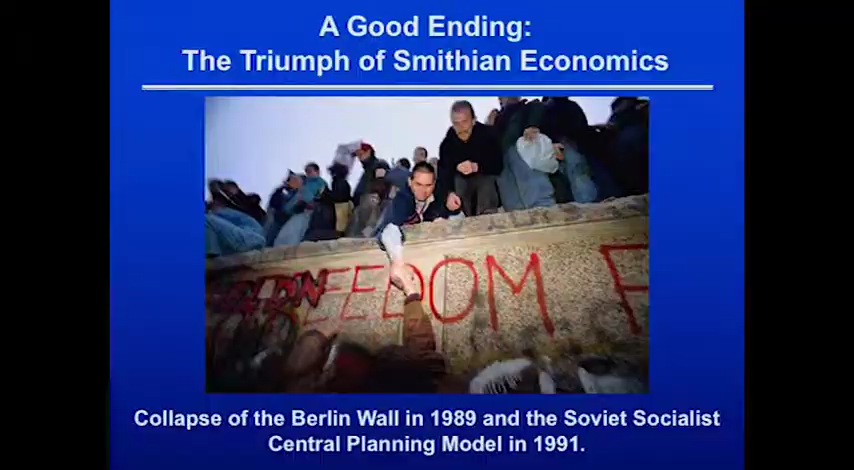 A Good Ending:
The Triumph of Smithian Economics
FREEDOM F
Collapse of the Berlin Wall in 1989 and the Soviet Socialist
Central Planning Model in 1991.